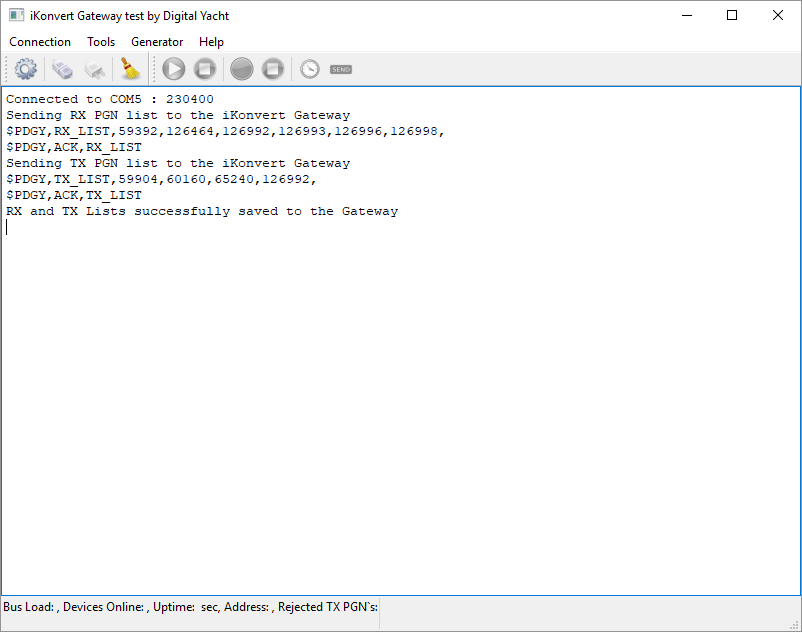 iKonvert Gateway test by Digital Yacht
Connection Tools Generator Help
SEND
Connected to COM5 : 230400
Sending RX PGN list to the iKonvert Gateway
$PDGY,RX_LIST,59392,126464,126992,126993,126996,126998,
$PDGY,ACK,RX_LIST
Sending TX PGN list to the iKonvert Gateway
$PDGY,TX_LIST,59904,60160,65240,126992,
$PDGY,ACK,TX_LIST
RX and TX Lists successfully saved to the Gateway
Bus Load: , Devices Online: , Uptime:  sec, Address: , Rejected TX PGN`s: